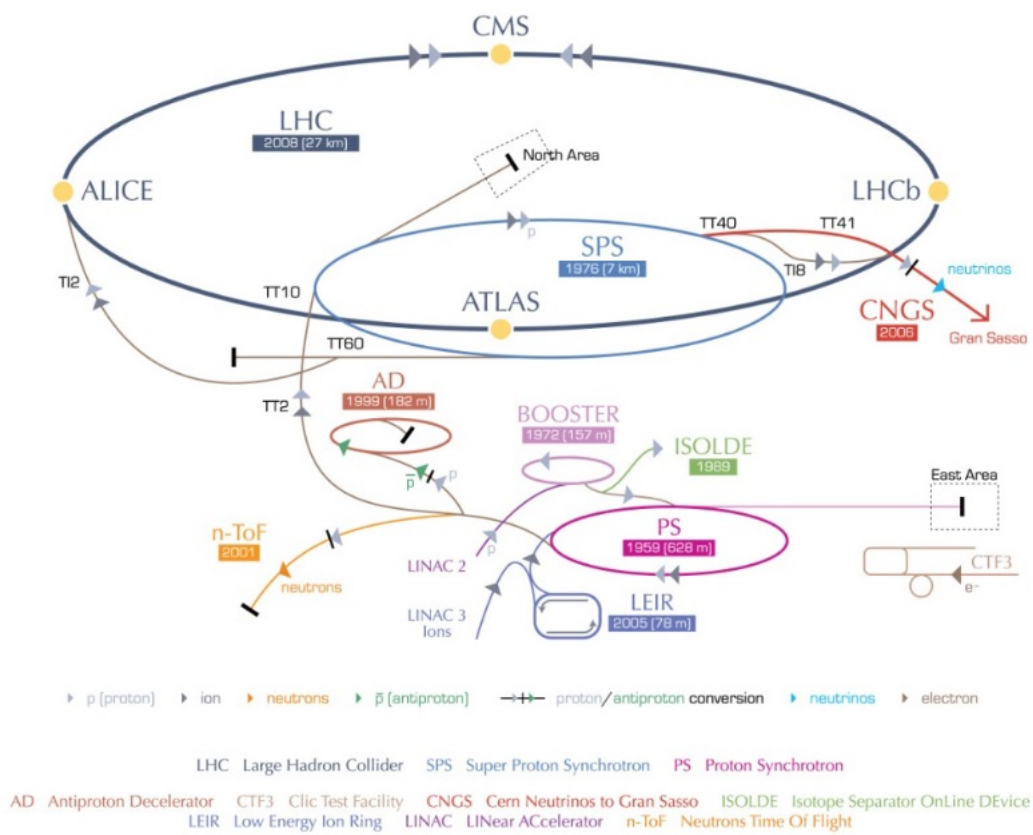 CMS
LHC
2008 (27 km)
North Area
ALICE
LHCb
TT40
TT41
p
SPS
1976 (7 km)
TI8
neutrinos
TI2
TT10
ATLAS
CNGS
2006
Gran Sasso
TT60
AD
1999 (182 m)
TT2
BOOSTER
1972 (157 m)
ISOLDE
1989
p̅
p
East Area
n-ToF
2001
PS
1959 (628 m)
p
LINAC 2
neutrons
CTF3
e-
LINAC 3
Ions
LEIR
2005 (78 m)
p (proton) ion neutrons p̅ (antiproton) proton/antiproton conversion neutrinos electron
LHC Large Hadron Collider SPS Super Proton Synchrotron PS Proton Synchrotron
AD Antiproton Decelerator CTF3 Clic Test Facility CNGS Cern Neutrinos to Gran Sasso ISOLDE Isotope Separator OnLine DEvice
LEIR Low Energy Ion Ring LINAC LINear ACcelerator n-ToF Neutrons Time Of Flight